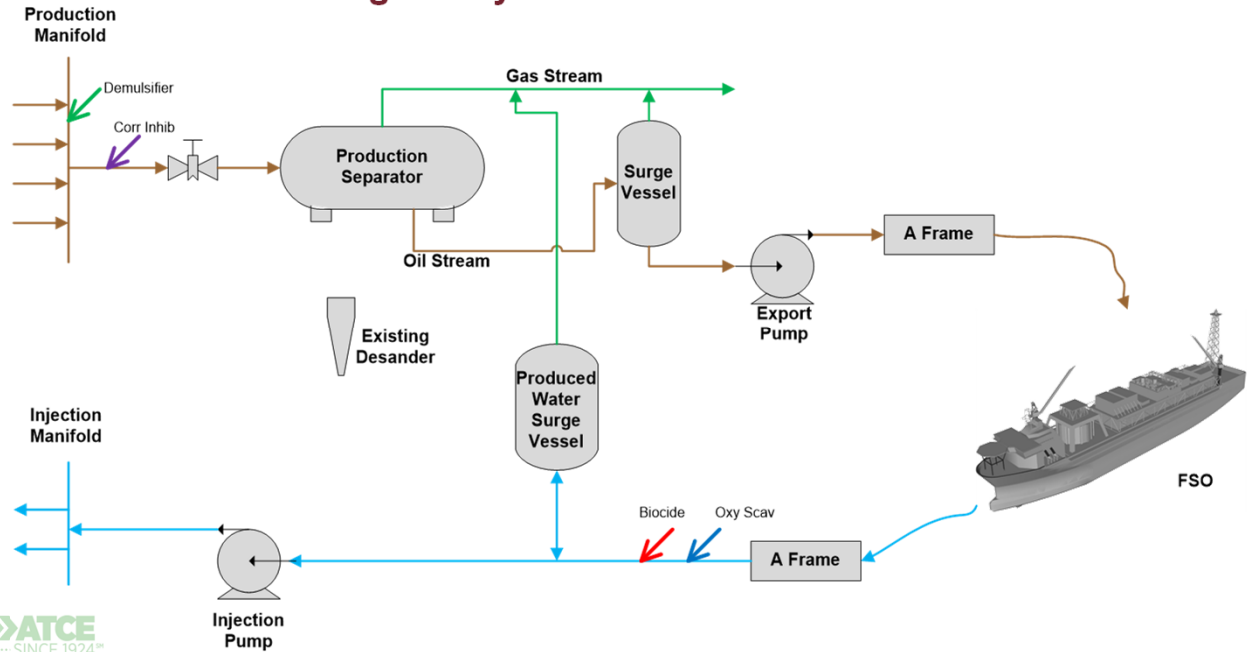 Production
Manifold
Demulsifier
Corr Inhib
Gas Stream
Production
Separator
Surge
Vessel
A Frame
Oil Stream
Export
Pump
Existing
Desander
Produced
Water
Surge
Vessel
Injection
Manifold
FSO
Biocide
Oxy Scav
A Frame
Injection
Pump
ATCE
SINCE 1924℠